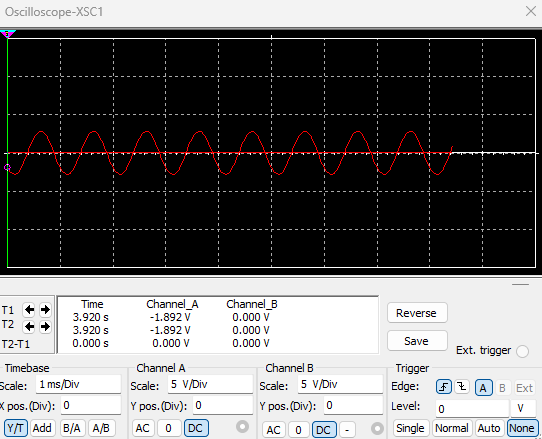 Oscilloscope-XSC1
Time Channel_A Channel_B
T1 3.920 s -1.892 V 0.000 V
T2 3.920 s -1.892 V 0.000 V
T2-T1 0.000 s 0.000 V 0.000 V
Reverse
Save
Ext. trigger
Timebase
Scale: 1 ms/Div
X pos.(Div): 0
Y/T Add B/A A/B
Channel A
Scale: 5 V/Div
Y pos.(Div): 0
AC 0 DC
Channel B
Scale: 5 V/Div
Y pos.(Div): 0
AC 0 DC -
Trigger
Edge: A B Ext
Level: 0 V
Single Normal Auto None